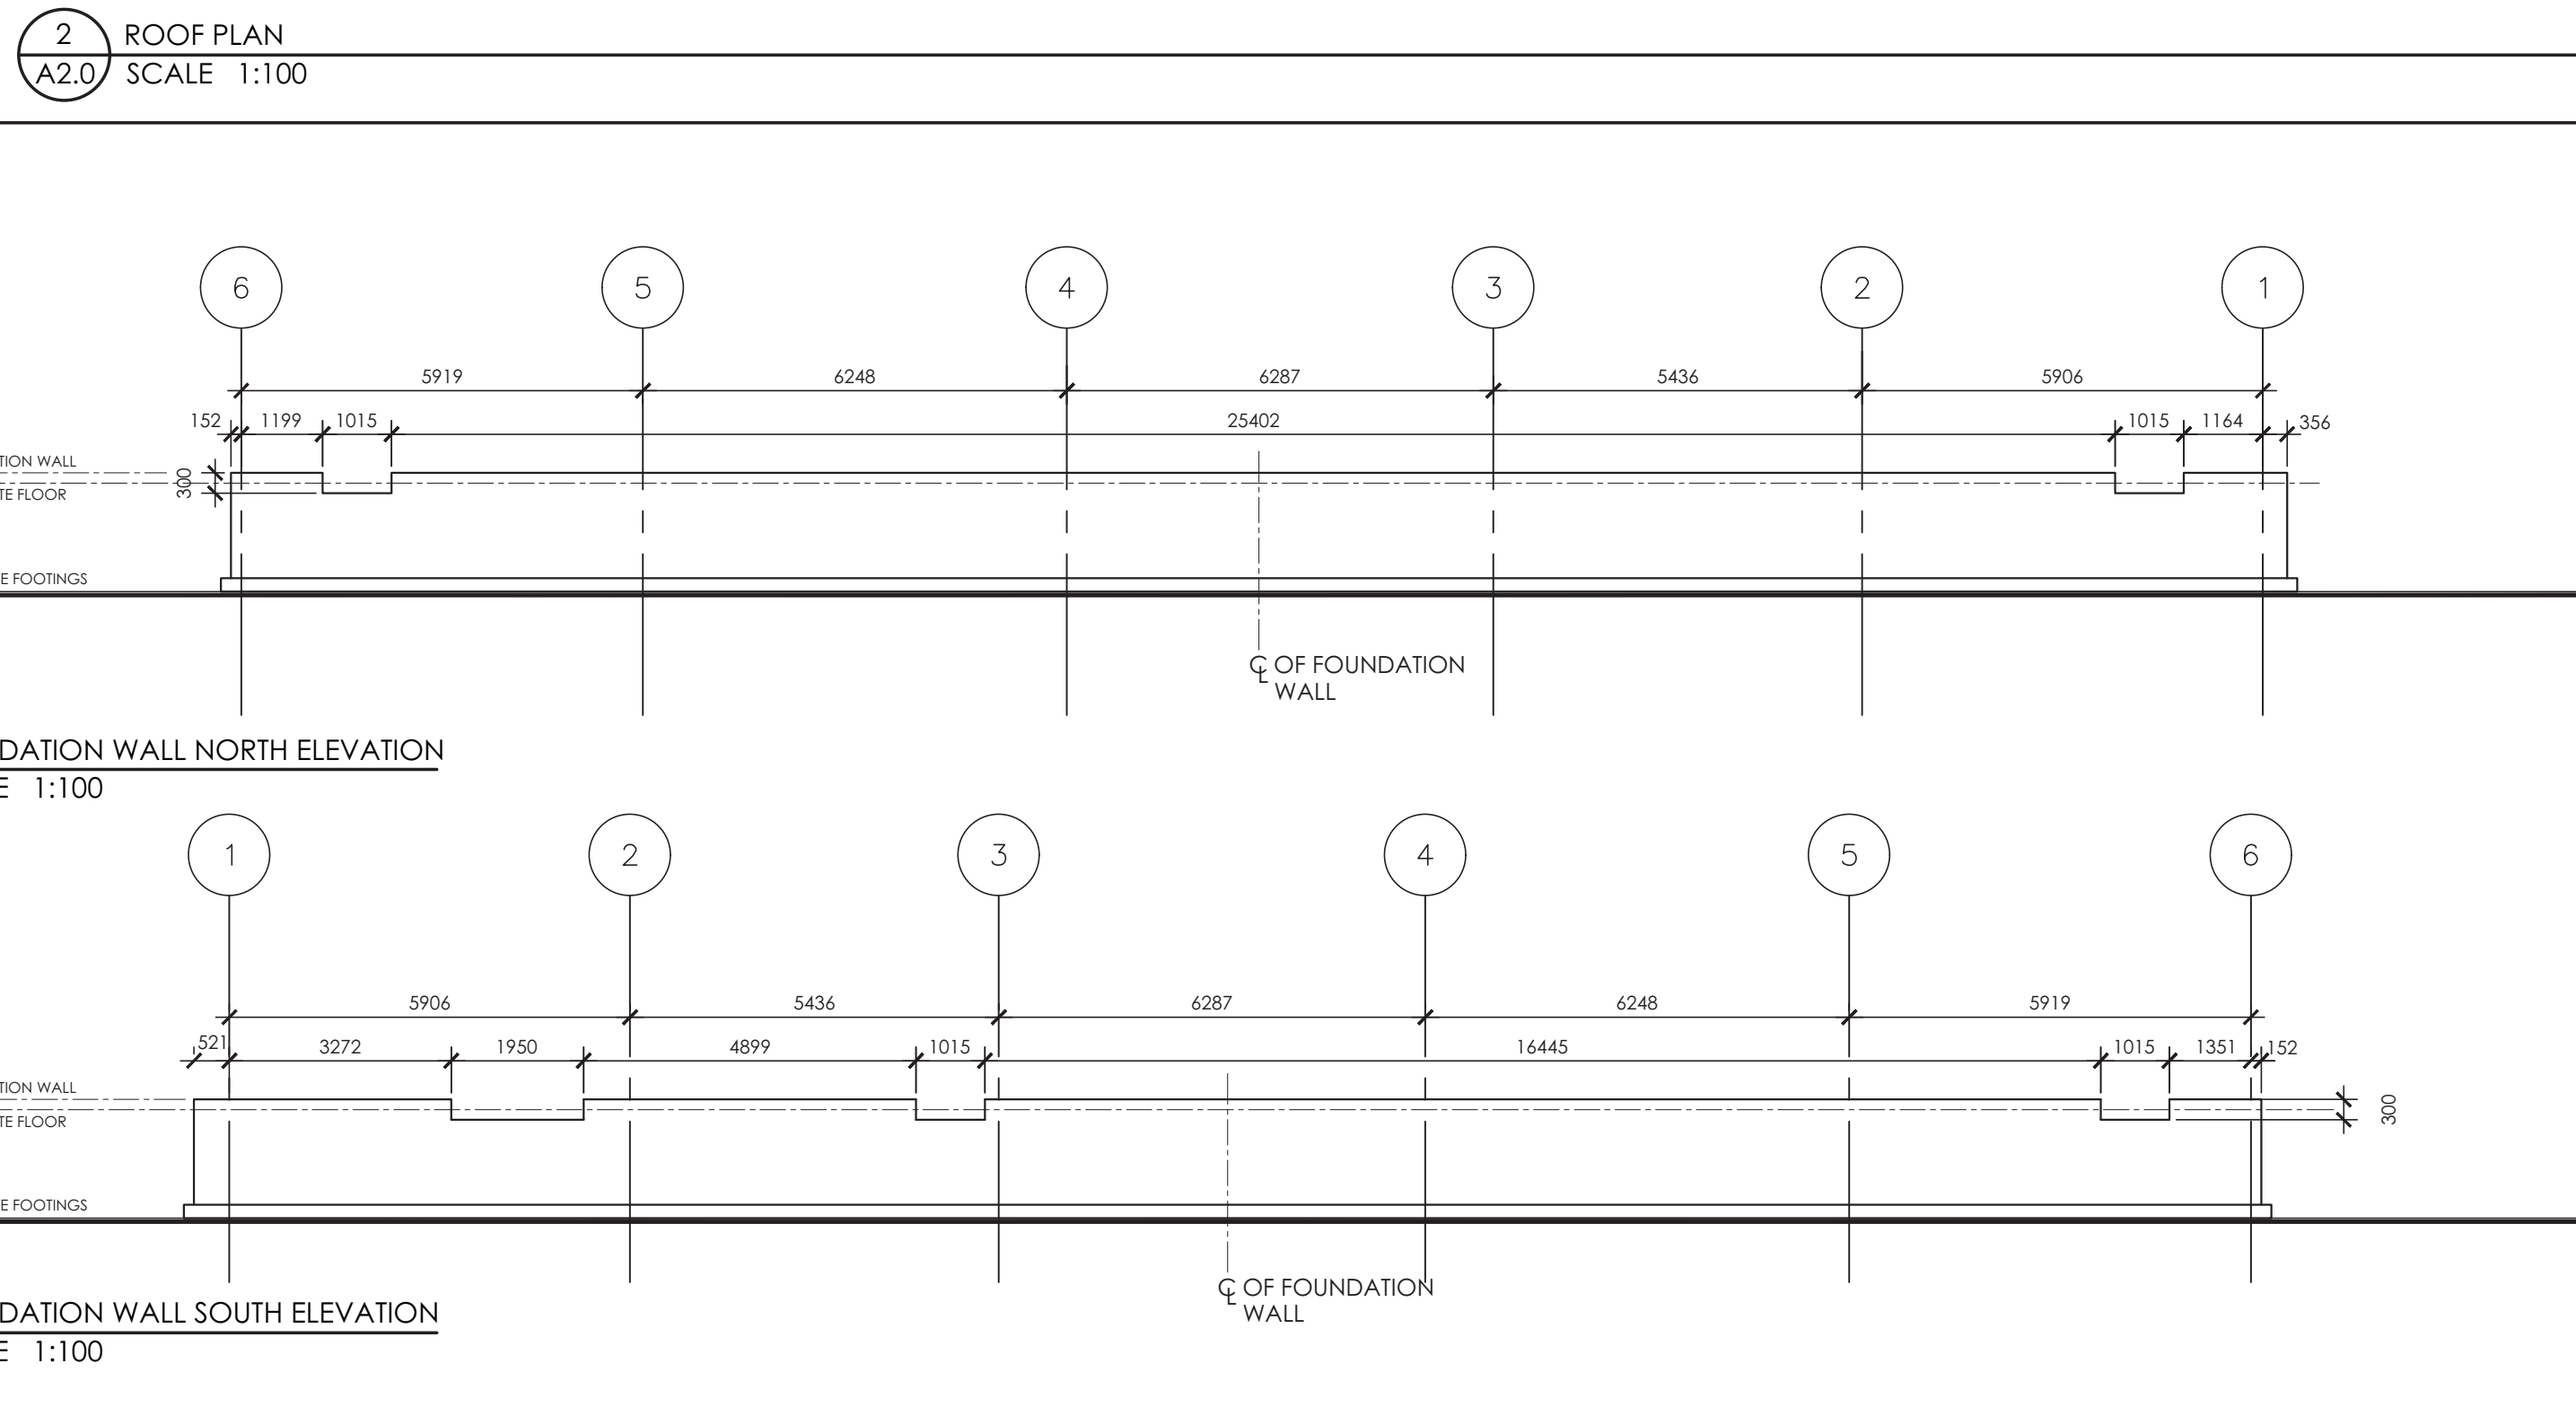 2 ROOF PLAN
A2.0 SCALE 1:100
6 5 4 3 2 1
5919 6248 6287 5436 5906
152 1199 1015 25402 1015 1164 356
TION WALL
300
TE FLOOR
E FOOTINGS
℄ OF FOUNDATION
WALL
DATION WALL NORTH ELEVATION
E 1:100
1 2 3 4 5 6
5906 5436 6287 6248 5919
521 3272 1950 4899 1015 16445 1015 1351 152
TION WALL
300
TE FLOOR
E FOOTINGS
℄ OF FOUNDATION
WALL
DATION WALL SOUTH ELEVATION
E 1:100